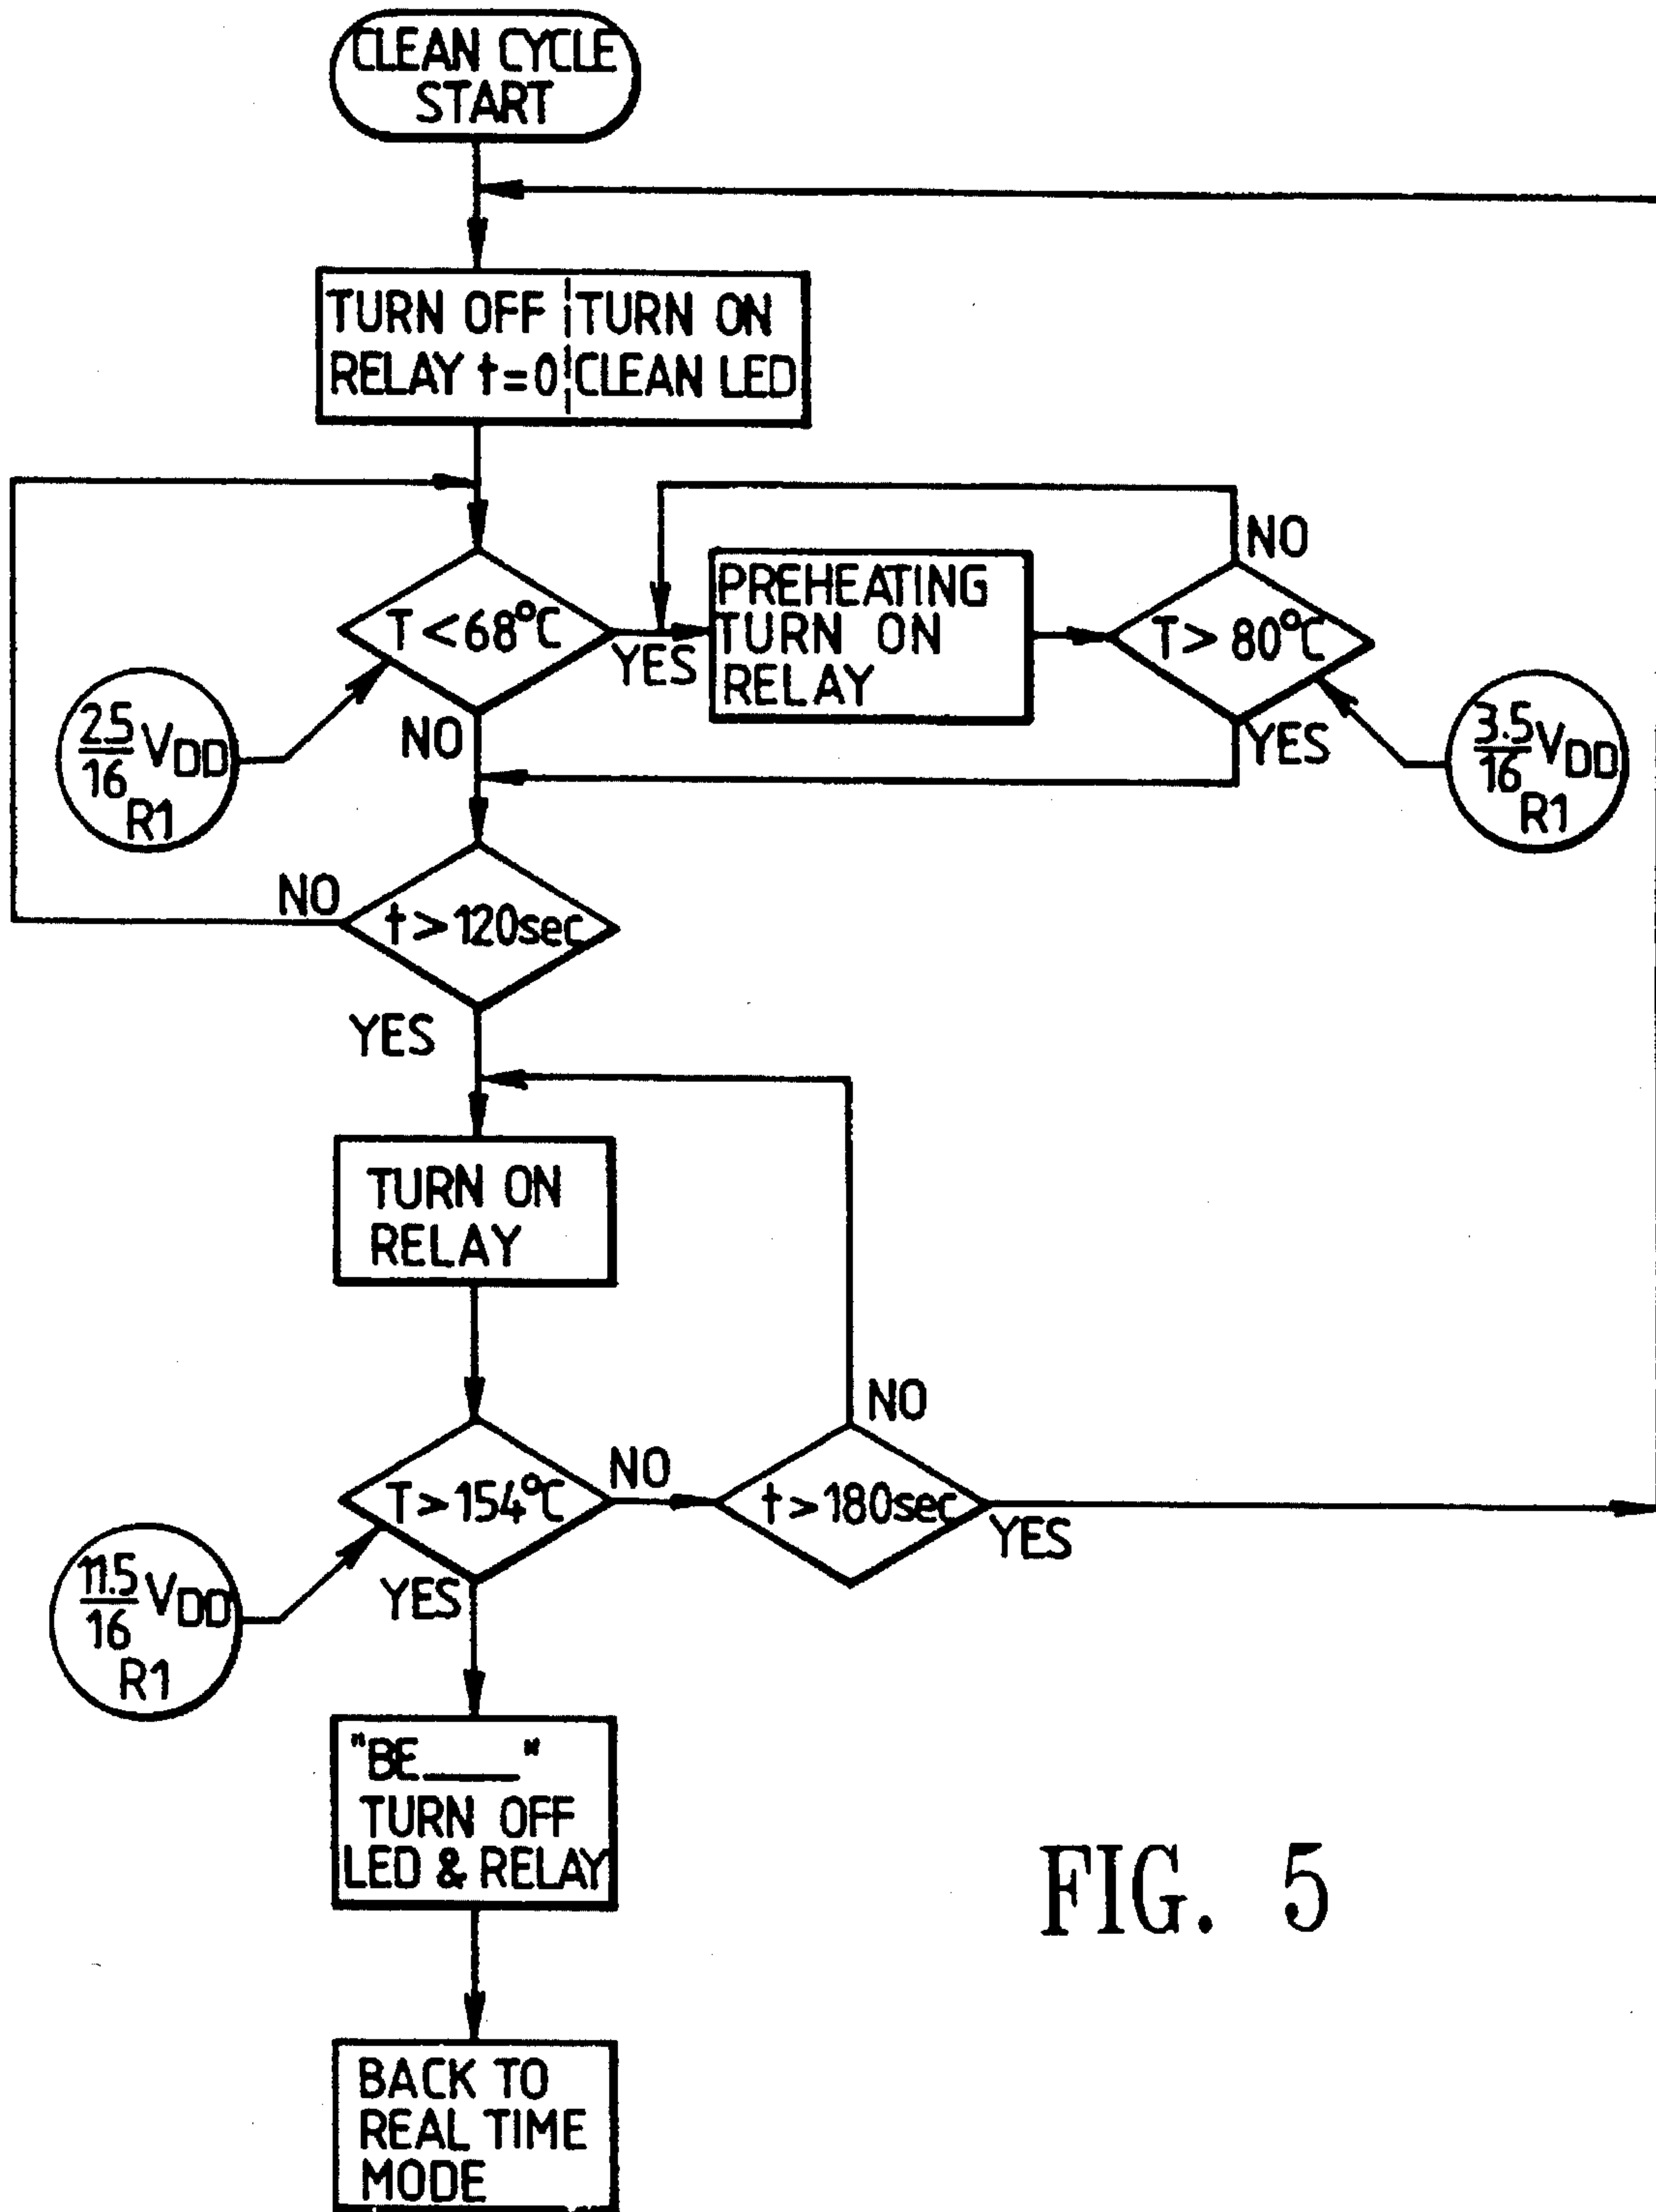 CLEAN CYCLE
START
TURN OFF
RELAY t=0
TURN ON
CLEAN LED
T<68°C
YES
NO
PREHEATING
TURN ON
RELAY
T>80°C
NO
YES
2.5
16
VDD
R1
3.5
16
VDD
R1
t>120sec
NO
YES
TURN ON
RELAY
T>154°C
NO
YES
t>180sec
NO
YES
11.5
16
VDD
R1
"BE____"
TURN OFF
LED & RELAY
BACK TO
REAL TIME
MODE
FIG. 5